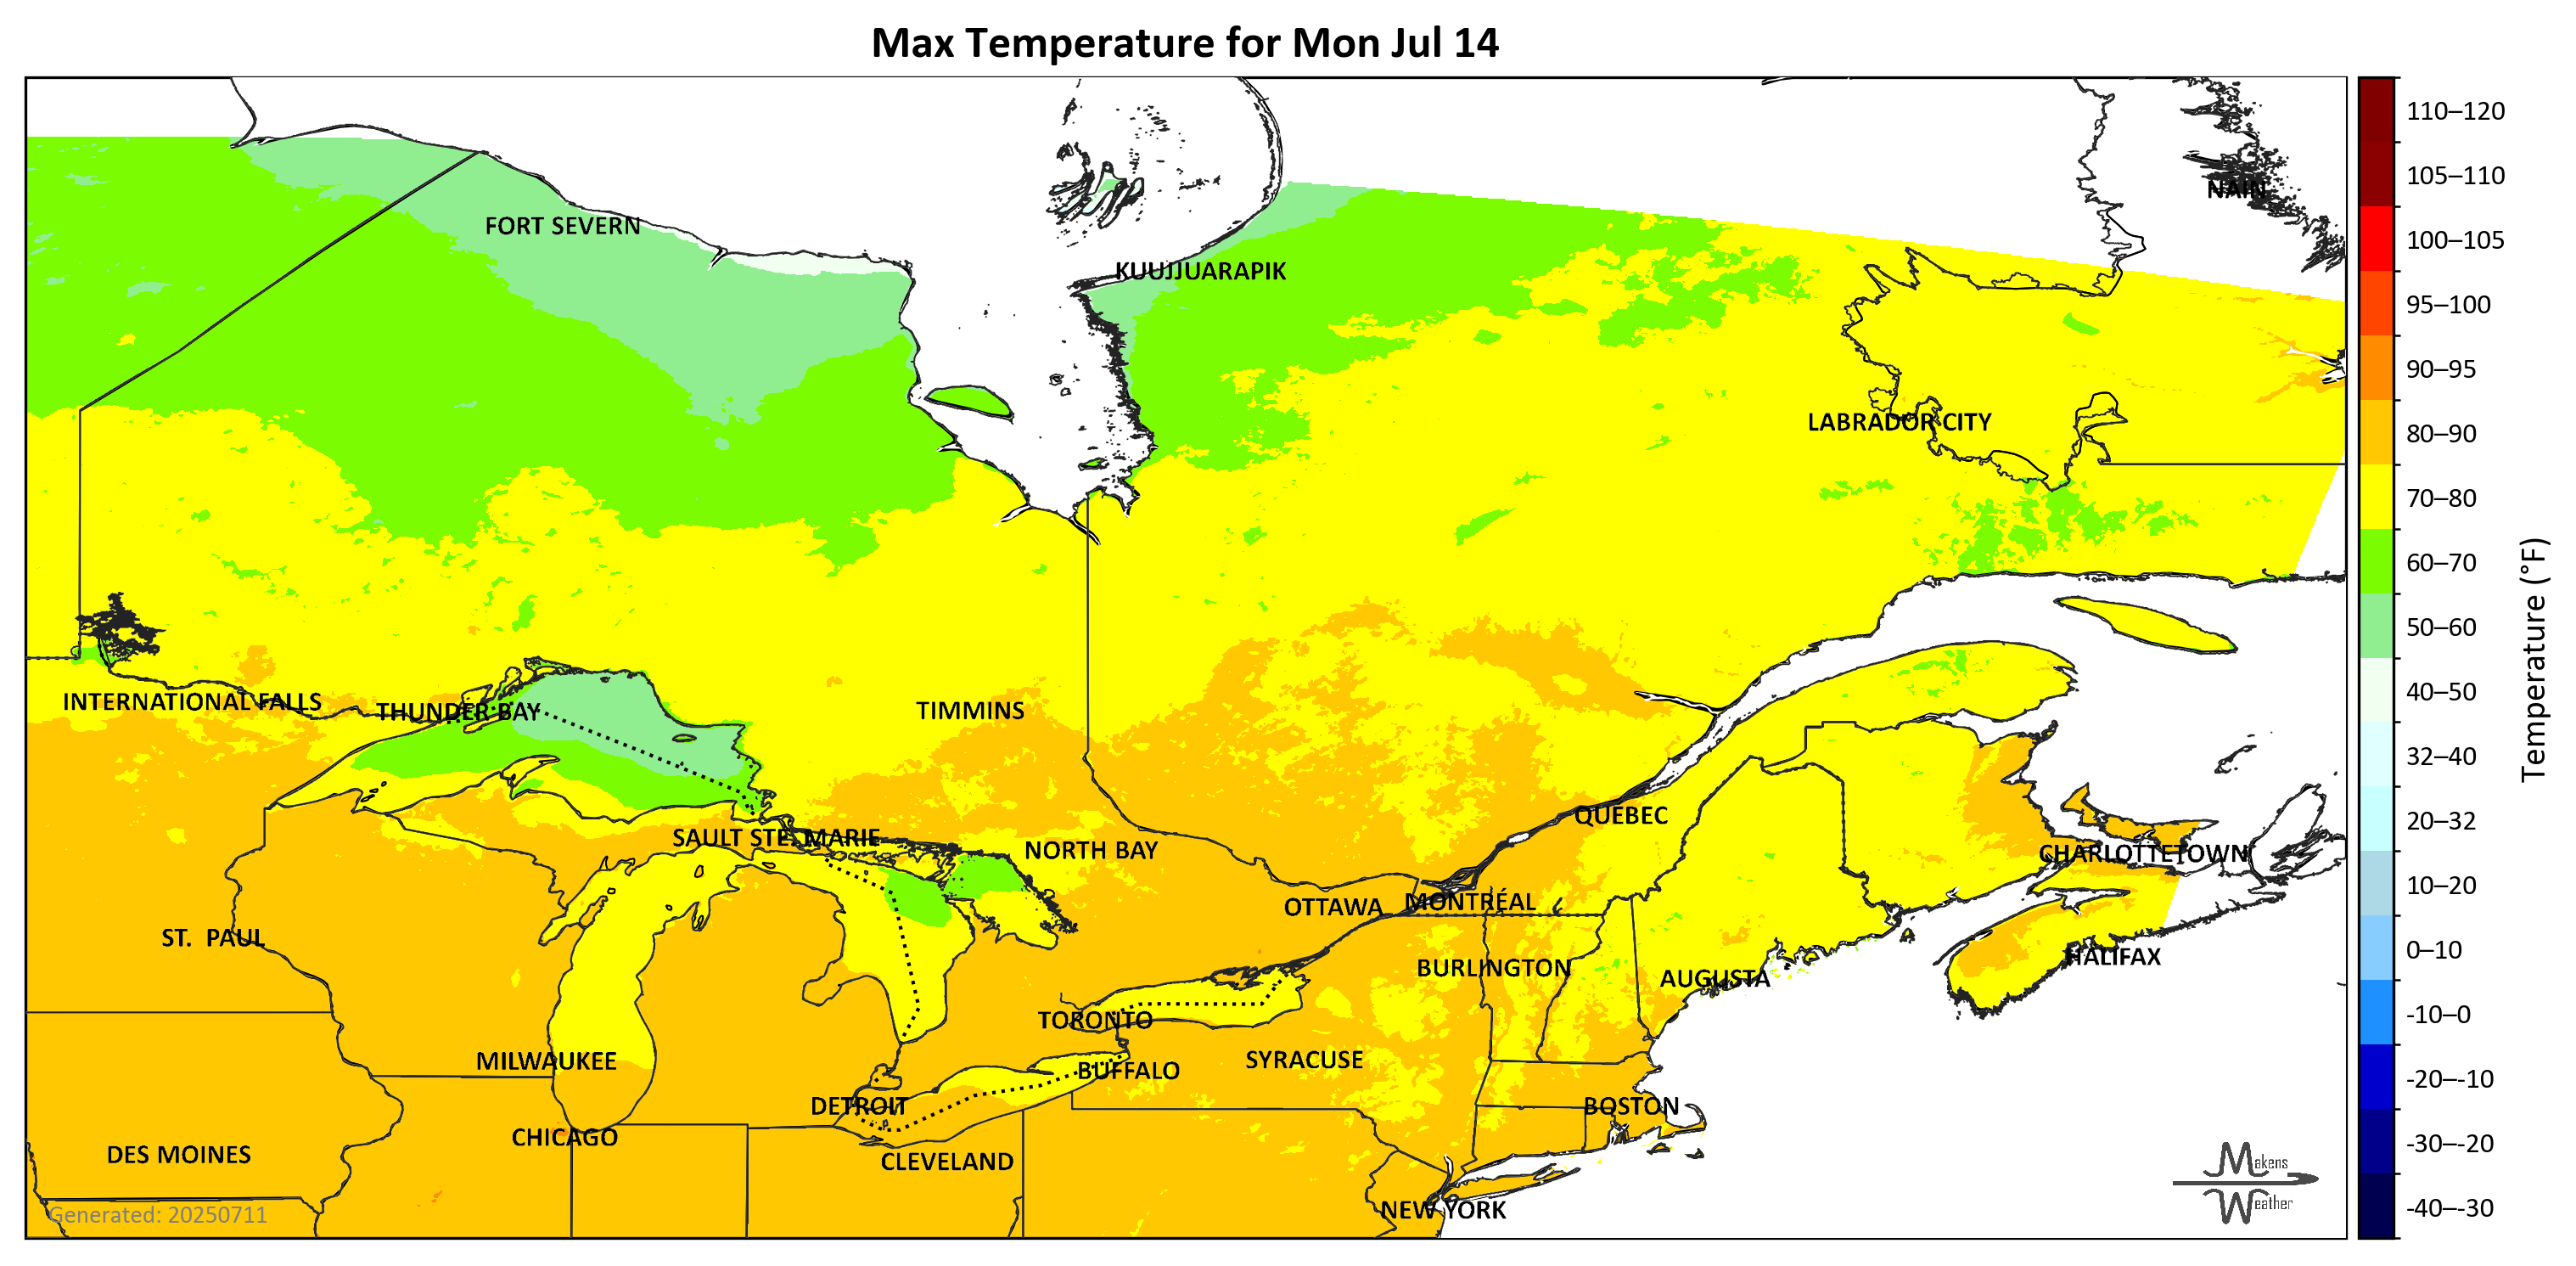 Max Temperature for Mon Jul 14
NAIN
FORT SEVERN
KUUJJUARAPIK
LABRADOR CITY
INTERNATIONAL FALLS
THUNDER BAY
TIMMINS
QUÉBEC
SAULT STE. MARIE
NORTH BAY
CHARLOTTETOWN
OTTAWA
MONTRÉAL
ST. PAUL
HALIFAX
BURLINGTON
AUGUSTA
TORONTO
MILWAUKEE
BUFFALO
SYRACUSE
DETROIT
BOSTON
CHICAGO
DES MOINES
CLEVELAND
NEW YORK
Generated: 20250711
Makens
Weather
110–120
105–110
100–105
95–100
90–95
80–90
70–80
60–70
50–60
40–50
32–40
20–32
10–20
0–10
-10–0
-20–-10
-30–-20
-40–-30
Temperature (°F)